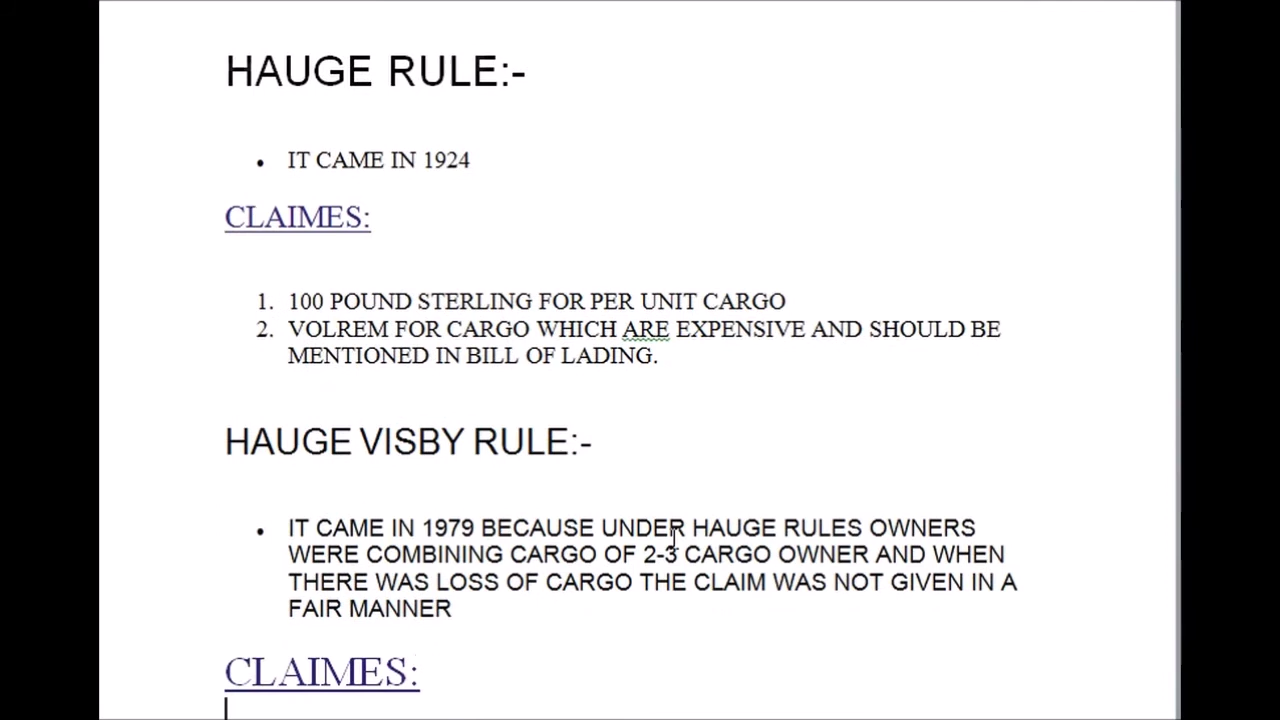 HAUGE RULE:-
• IT CAME IN 1924
CLAIMES:
1. 100 POUND STERLING FOR PER UNIT CARGO
2. VOLREM FOR CARGO WHICH ARE EXPENSIVE AND SHOULD BE
MENTIONED IN BILL OF LADING.
HAUGE VISBY RULE:-
• IT CAME IN 1979 BECAUSE UNDER HAUGE RULES OWNERS
WERE COMBINING CARGO OF 2-3 CARGO OWNER AND WHEN
THERE WAS LOSS OF CARGO THE CLAIM WAS NOT GIVEN IN A
FAIR MANNER
CLAIMES: